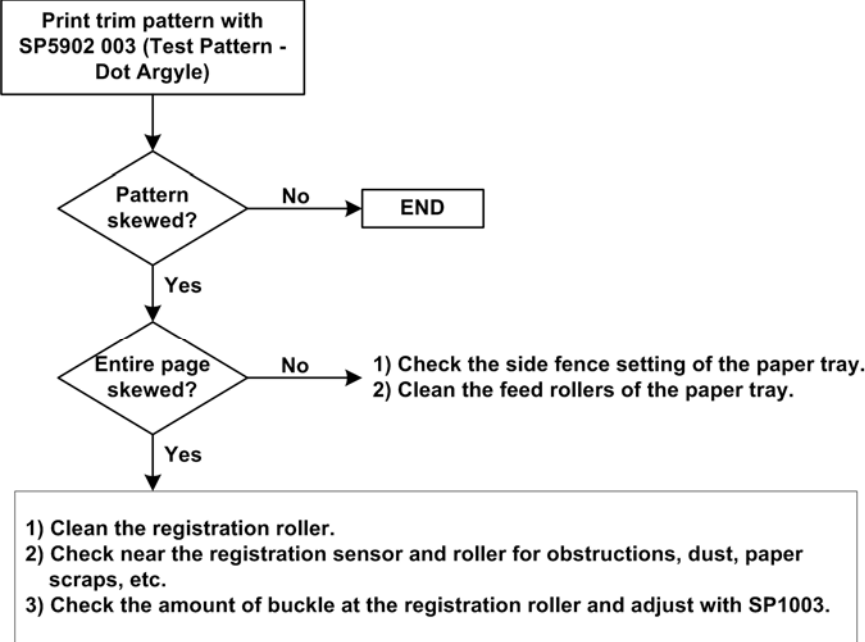 Print trim pattern with
SP5902 003 (Test Pattern -
Dot Argyle)
Pattern
skewed?
No
END
Yes
Entire page
skewed?
No
1) Check the side fence setting of the paper tray.
2) Clean the feed rollers of the paper tray.
Yes
1) Clean the registration roller.
2) Check near the registration sensor and roller for obstructions, dust, paper
scraps, etc.
3) Check the amount of buckle at the registration roller and adjust with SP1003.